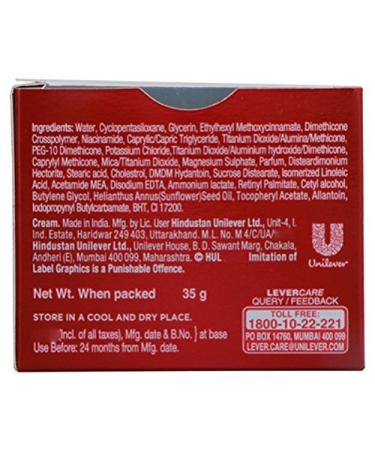 Ingredients: Water, Cyclopentasiloxane, Glycerin, Ethylhexyl Methoxycinnamate, Dimethicone
Crosspolymer, Niacinamide, Caprylic/Capric Triglyceride, Titanium Dioxide/Alumina/Methicone,
PEG-10 Dimethicone, Potassium Chloride, Titanium Dioxide/Aluminium hydroxide/Dimethicone,
Caprylyl Methicone, Mica/Titanium Dioxide, Magnesium Sulphate, Parfum, Disteardimonium
Hectorite, Stearic acid, Cholestrol, DMDM Hydantoin, Sucrose Distearate, Isomerized Linoleic
Acid, Acetamide MEA, Disodium EDTA, Ammonium lactate, Retinyl Palmitate, Cetyl alcohol,
Butylene Glycol, Helianthus Annus(Sunflower)Seed Oil, Tocopheryl Acetate, Allantoin,
Iodopropynyl Butylcarbamate, BHT, CI 17200.
Cream. Made in India. Mfg. by Lic. User Hindustan Unilever Ltd., Unit-4, I.
Ind. Estate, Haridwar 249 403, Uttarakhand, M.L. No. M 4/C/UA/
Hindustan Unilever Ltd., Unilever House, B. D. Sawant Marg, Chakala,
Andheri (E), Mumbai 400 099, Maharashtra. © HUL Imitation of
Label Graphics is a Punishable Offence.
Unilever
Net Wt. When packed 35 g
STORE IN A COOL AND DRY PLACE.
(Incl. of all taxes), Mfg. date & B.No. } at base
Use Before: 24 months from Mfg. date.
LEVERCARE
QUERY / FEEDBACK
TOLL FREE:
1800-10-22-221
PO BOX 14760, MUMBAI 400 099
LEVER.CARE@UNILEVER.COM